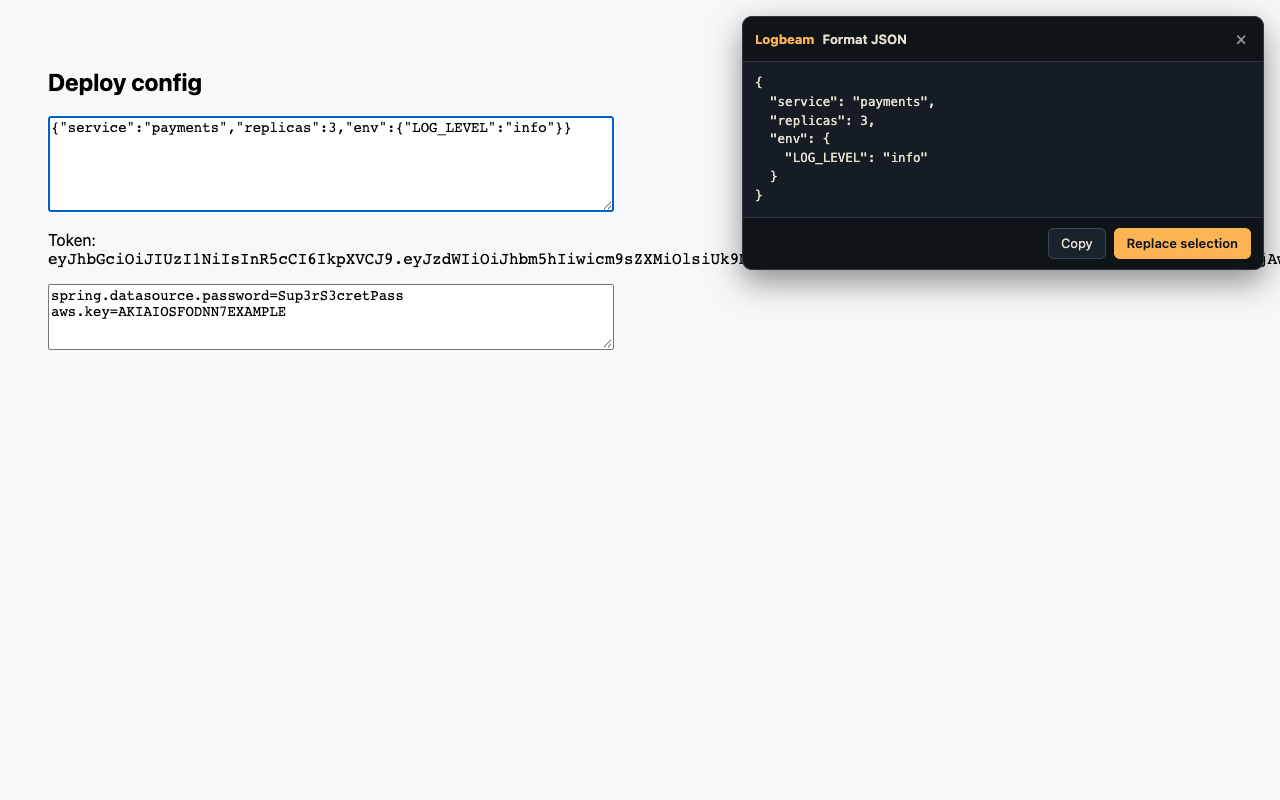 Deploy config
{"service":"payments","replicas":3,"env":{"LOG_LEVEL":"info"}}
Token:
eyJhbGciOiJIUzI1NiIsInR5cCI6IkpXVCJ9.eyJzdWIiOiJhbm5hIiwicm9sZXMiOlsiUk9
spring.datasource.password=Sup3rS3cretPass
aws.key=AKIAIOSFODNN7EXAMPLE
Logbeam Format JSON ×
{
  "service": "payments",
  "replicas": 3,
  "env": {
    "LOG_LEVEL": "info"
  }
}
Copy Replace selection